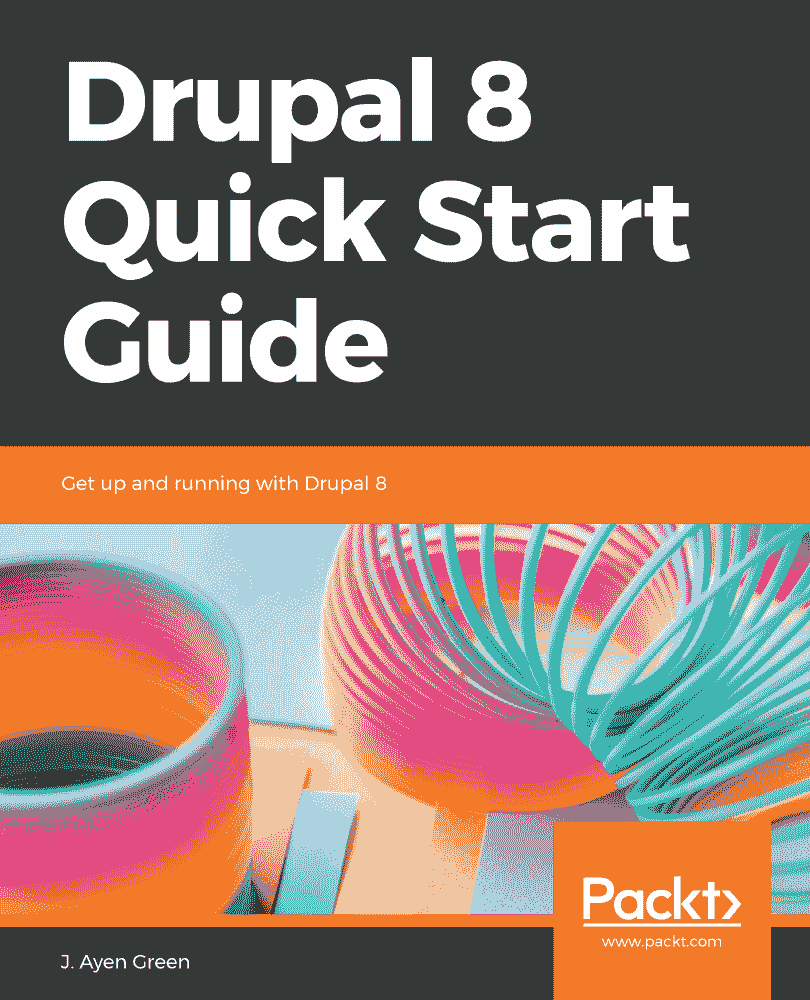 Drupal 8
Quick Start
Guide
Get up and running with Drupal 8
Packt>
www.packt.com
J. Ayen Green